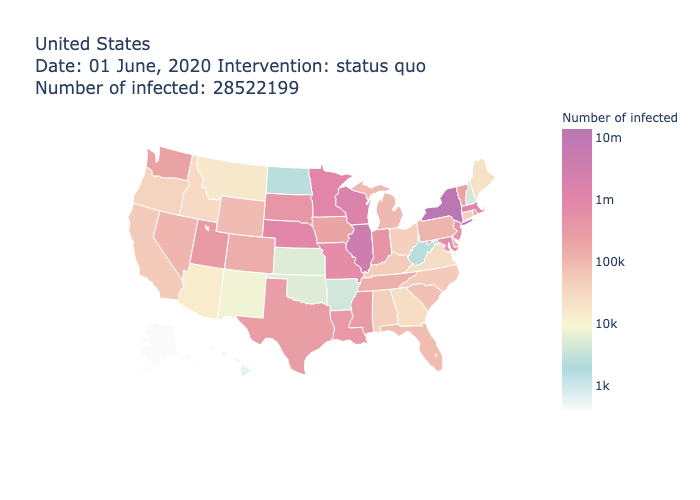 United States
Date: 01 June, 2020 Intervention: status quo
Number of infected: 28522199
Number of infected
10m
1m
100k
10k
1k